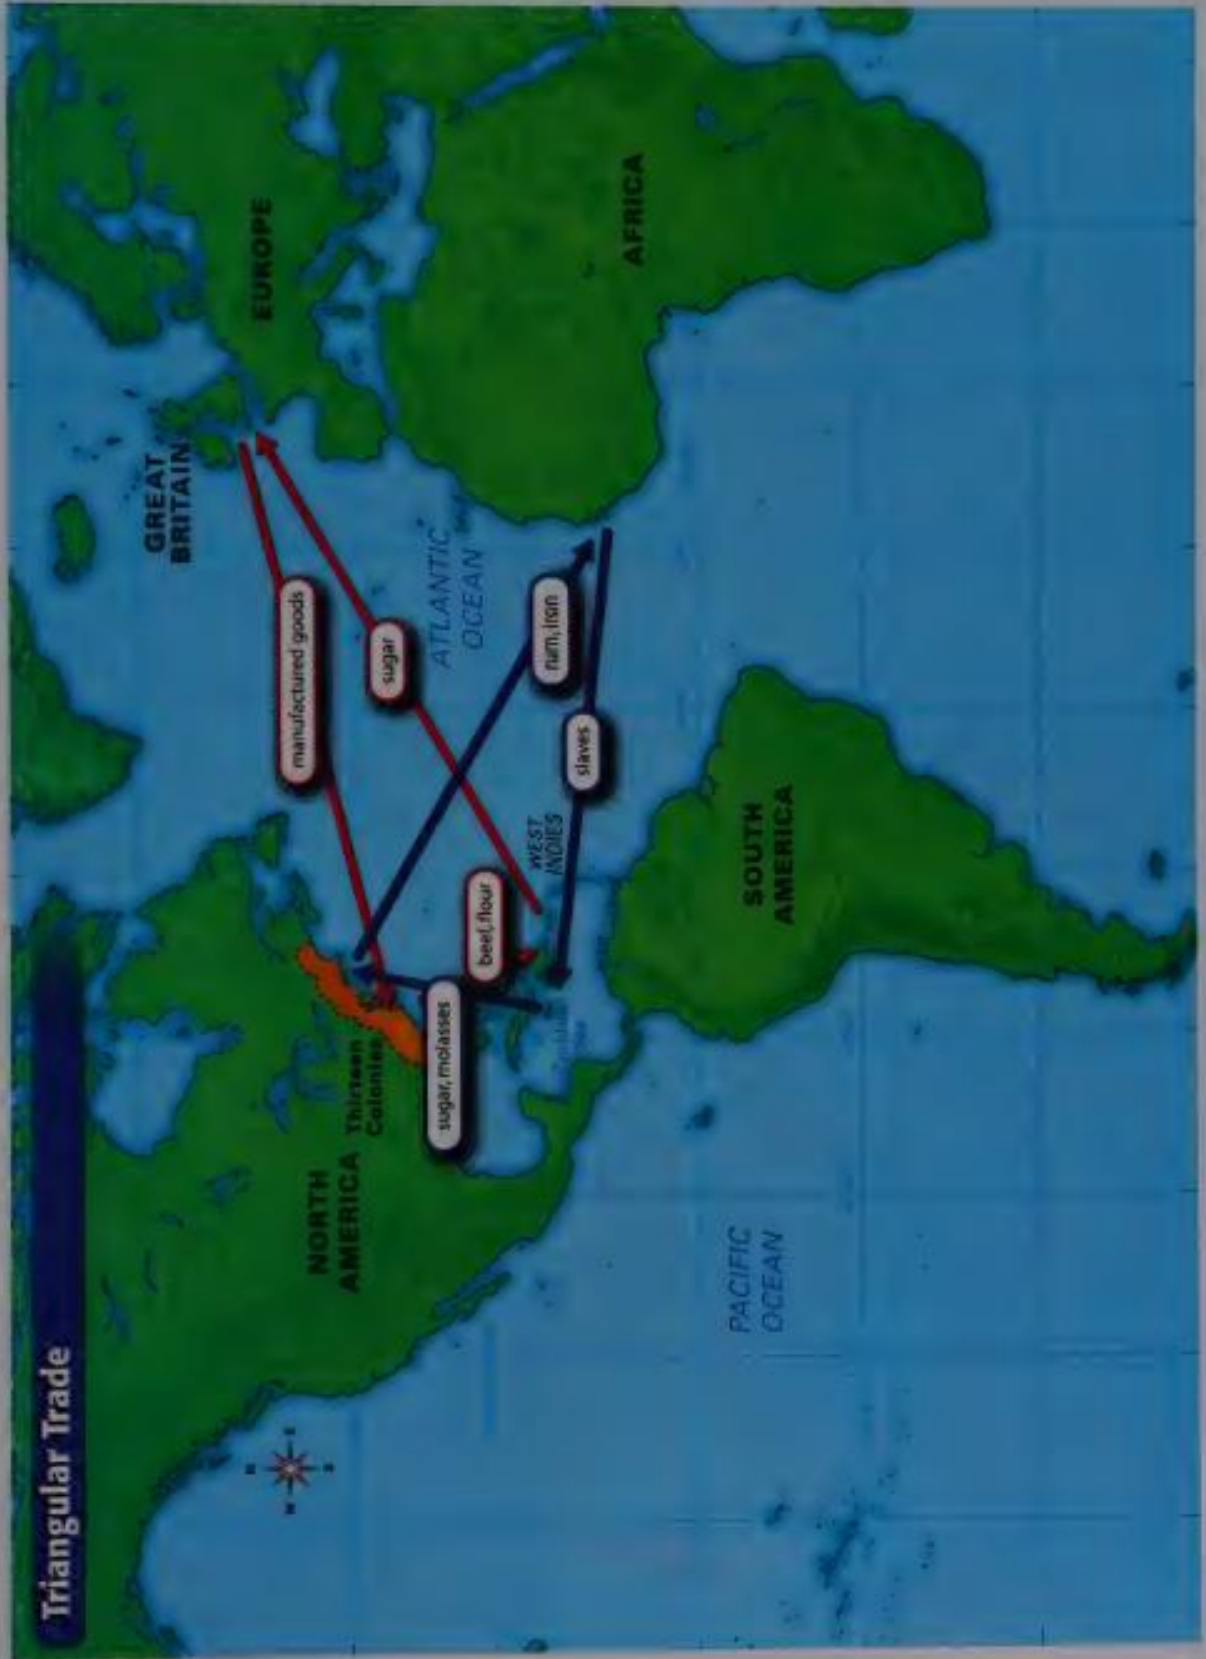 Triangular Trade
GREAT
BRITAIN
EUROPE
manufactured goods
sugar
NORTH
AMERICA
Thirteen
Colonies
ATLANTIC
OCEAN
sugar, molasses
beef, flour
rum, iron
WEST
INDIES
slaves
AFRICA
PACIFIC
OCEAN
SOUTH
AMERICA
N
W
E
S